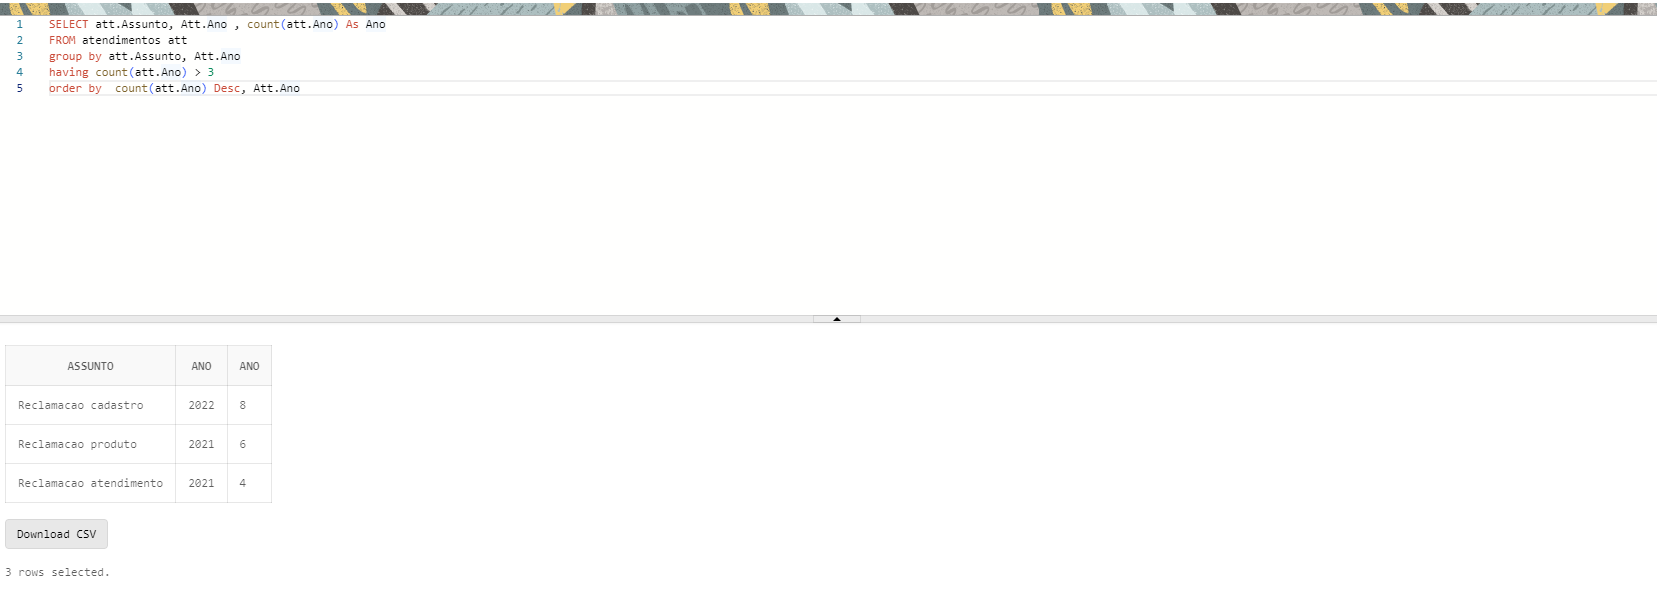 1 SELECT att.Assunto, Att.Ano , count(att.Ano) As Ano
2 FROM atendimentos att
3 group by att.Assunto, Att.Ano
4 having count(att.Ano) > 3
5 order by  count(att.Ano) Desc, Att.Ano
ASSUNTO ANO ANO
Reclamacao cadastro 2022 8
Reclamacao produto 2021 6
Reclamacao atendimento 2021 4
Download CSV
3 rows selected.